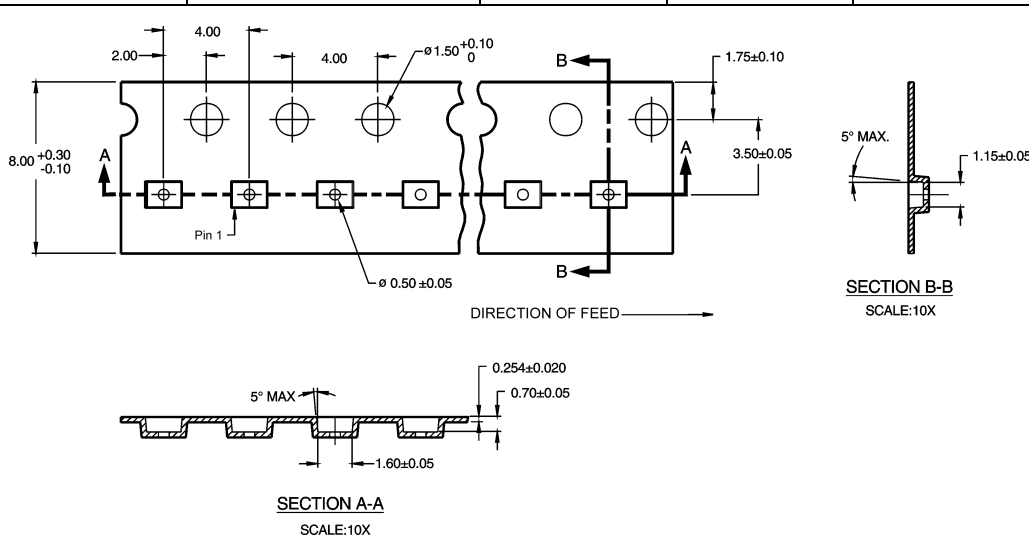 4.00
2.00
4.00
ø1.50 +0.10
0
B
1.75±0.10
8.00 +0.30
-0.10
A
A
3.50±0.05
5° MAX.
1.15±0.05
Pin 1
B
ø 0.50 ±0.05
SECTION B-B
SCALE:10X
DIRECTION OF FEED
0.254±0.020
5° MAX
0.70±0.05
1.60±0.05
SECTION A-A
SCALE:10X